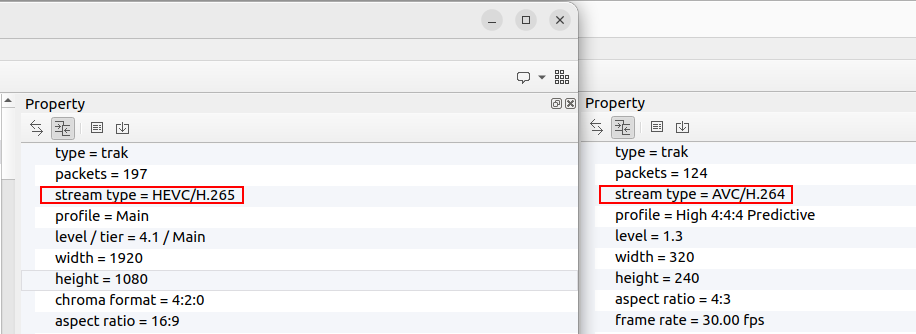 Property
type = trak
packets = 197
stream type = HEVC/H.265
profile = Main
level / tier = 4.1 / Main
width = 1920
height = 1080
chroma format = 4:2:0
aspect ratio = 16:9
Property
type = trak
packets = 124
stream type = AVC/H.264
profile = High 4:4:4 Predictive
level = 1.3
width = 320
height = 240
aspect ratio = 4:3
frame rate = 30.00 fps